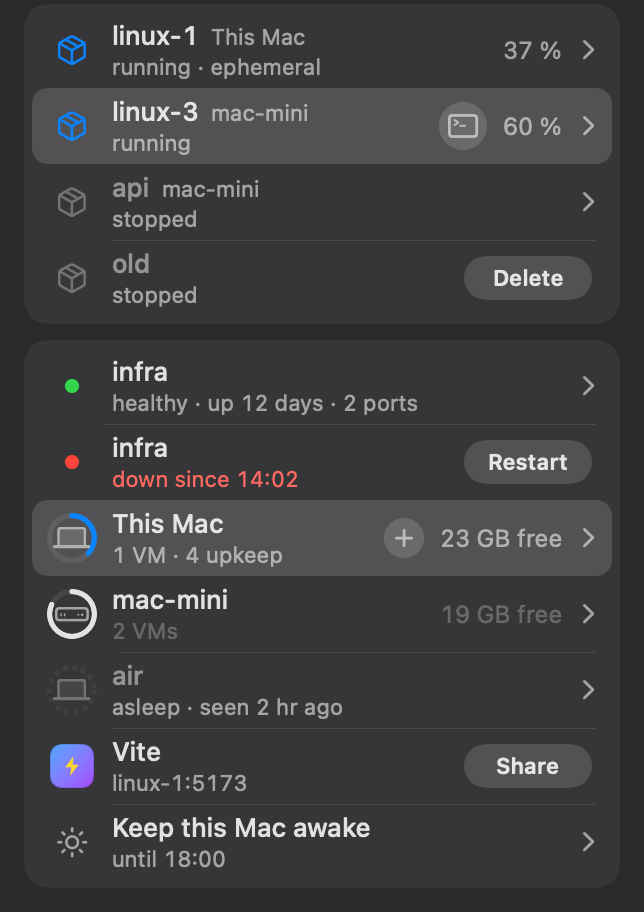 linux-1 This Mac
running · ephemeral
37 %
linux-3 mac-mini
running
60 %
api mac-mini
stopped
old
stopped
Delete
infra
healthy · up 12 days · 2 ports
infra
down since 14:02
Restart
This Mac
1 VM · 4 upkeep
23 GB free
mac-mini
2 VMs
19 GB free
air
asleep · seen 2 hr ago
Vite
linux-1:5173
Share
Keep this Mac awake
until 18:00